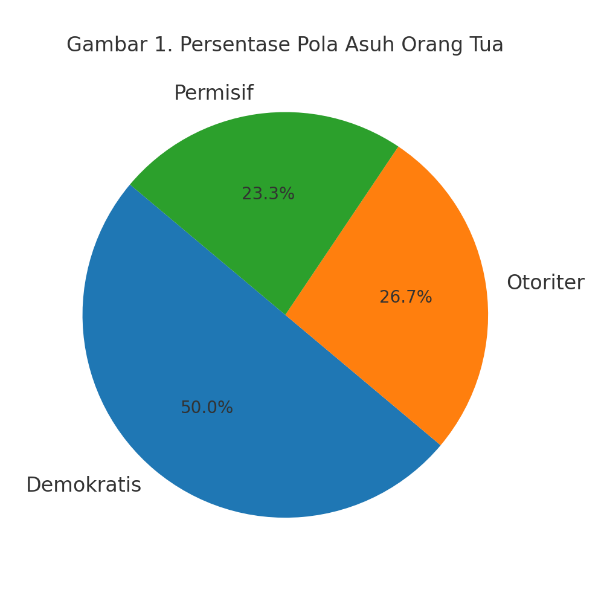 Gambar 1. Persentase Pola Asuh Orang Tua
Permisif
23.3%
Otoriter
26.7%
50.0%
Demokratis